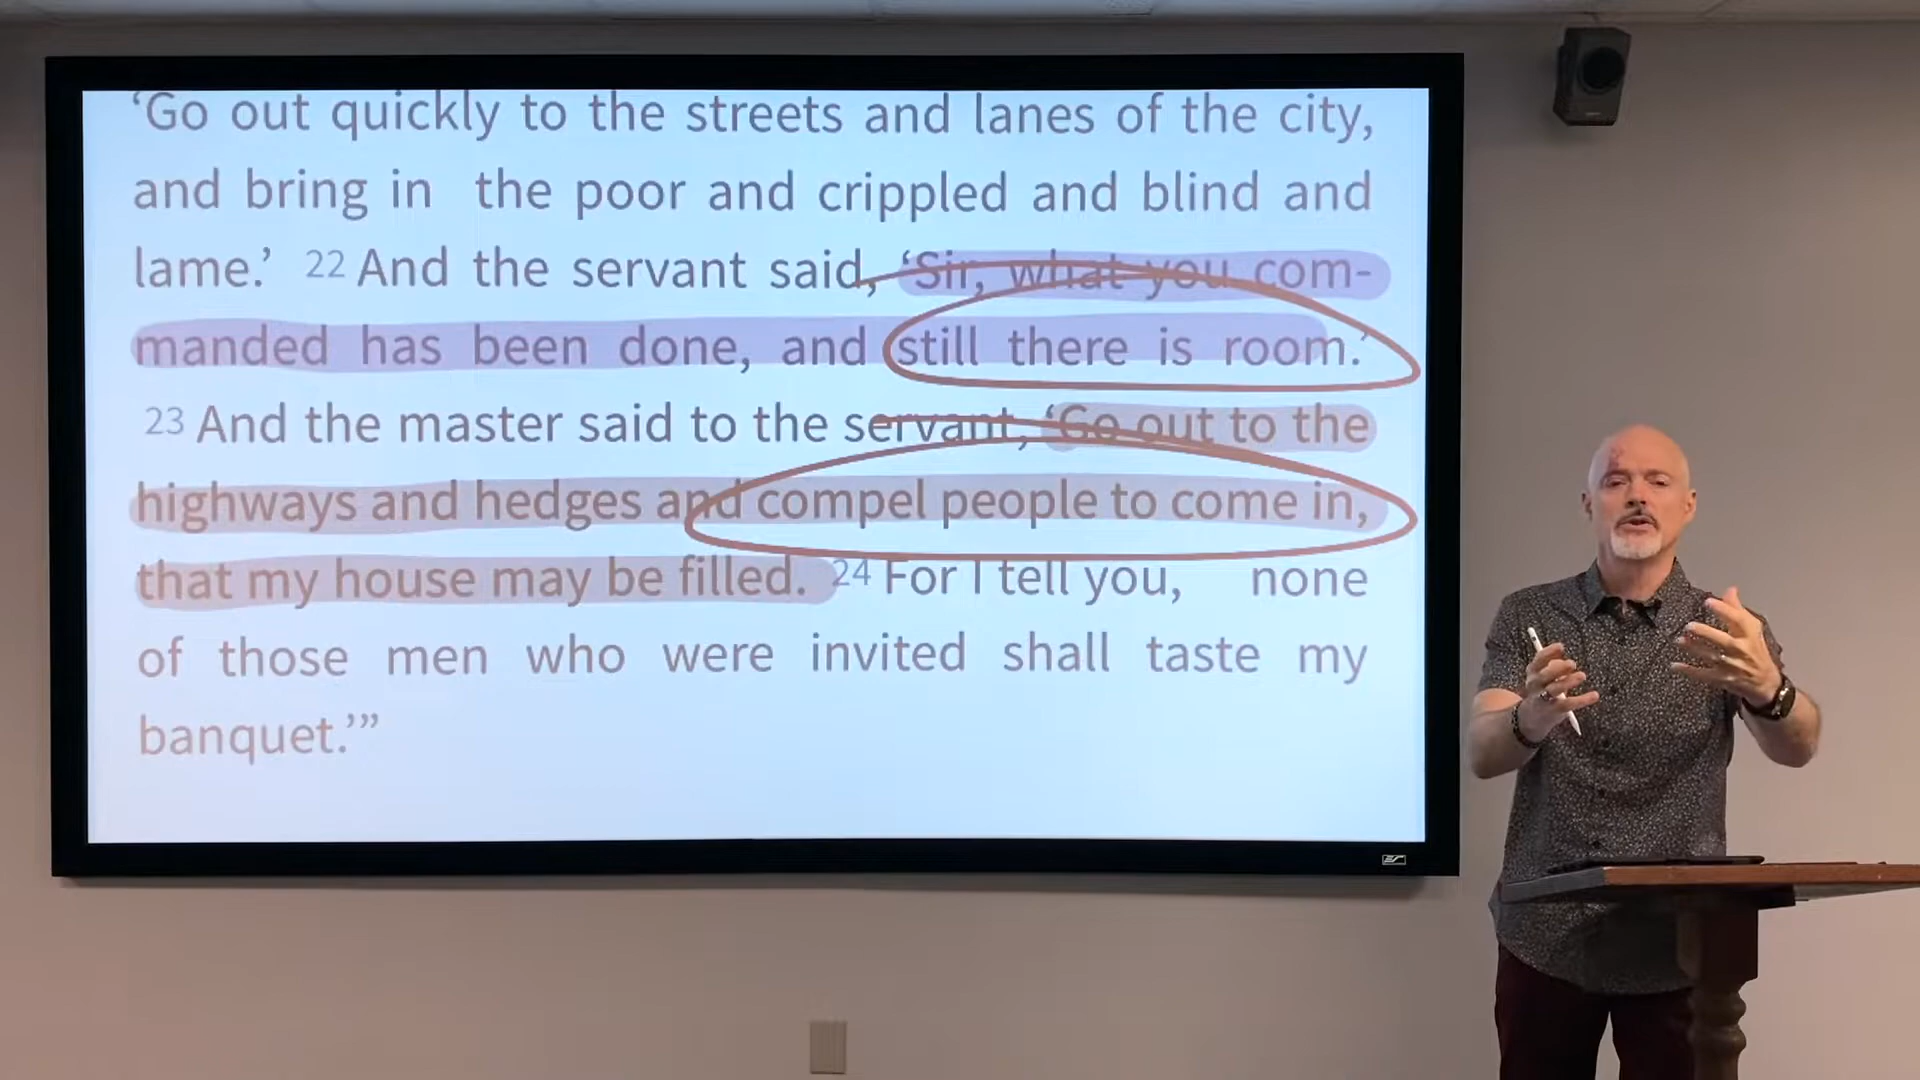 ‘Go out quickly to the streets and lanes of the city,
and bring in the poor and crippled and blind and
lame.’ 22 And the servant said, ‘Sir, what you com-
manded has been done, and still there is room.’
23 And the master said to the servant, ‘Go out to the
highways and hedges and compel people to come in,
that my house may be filled. 24 For I tell you, none
of those men who were invited shall taste my
banquet.’”